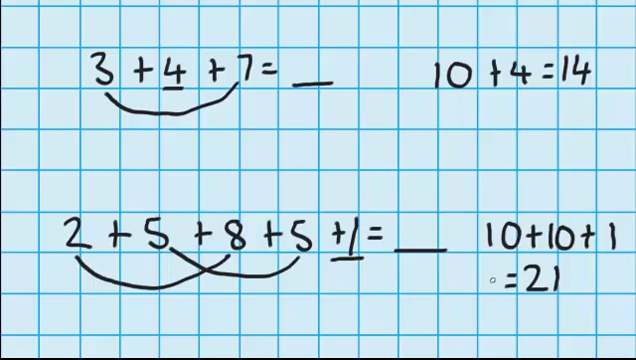 3 + 4 + 7 = __ 10 + 4 = 14
2 + 5 + 8 + 5 + 1 = __ 10 + 10 + 1
= 21